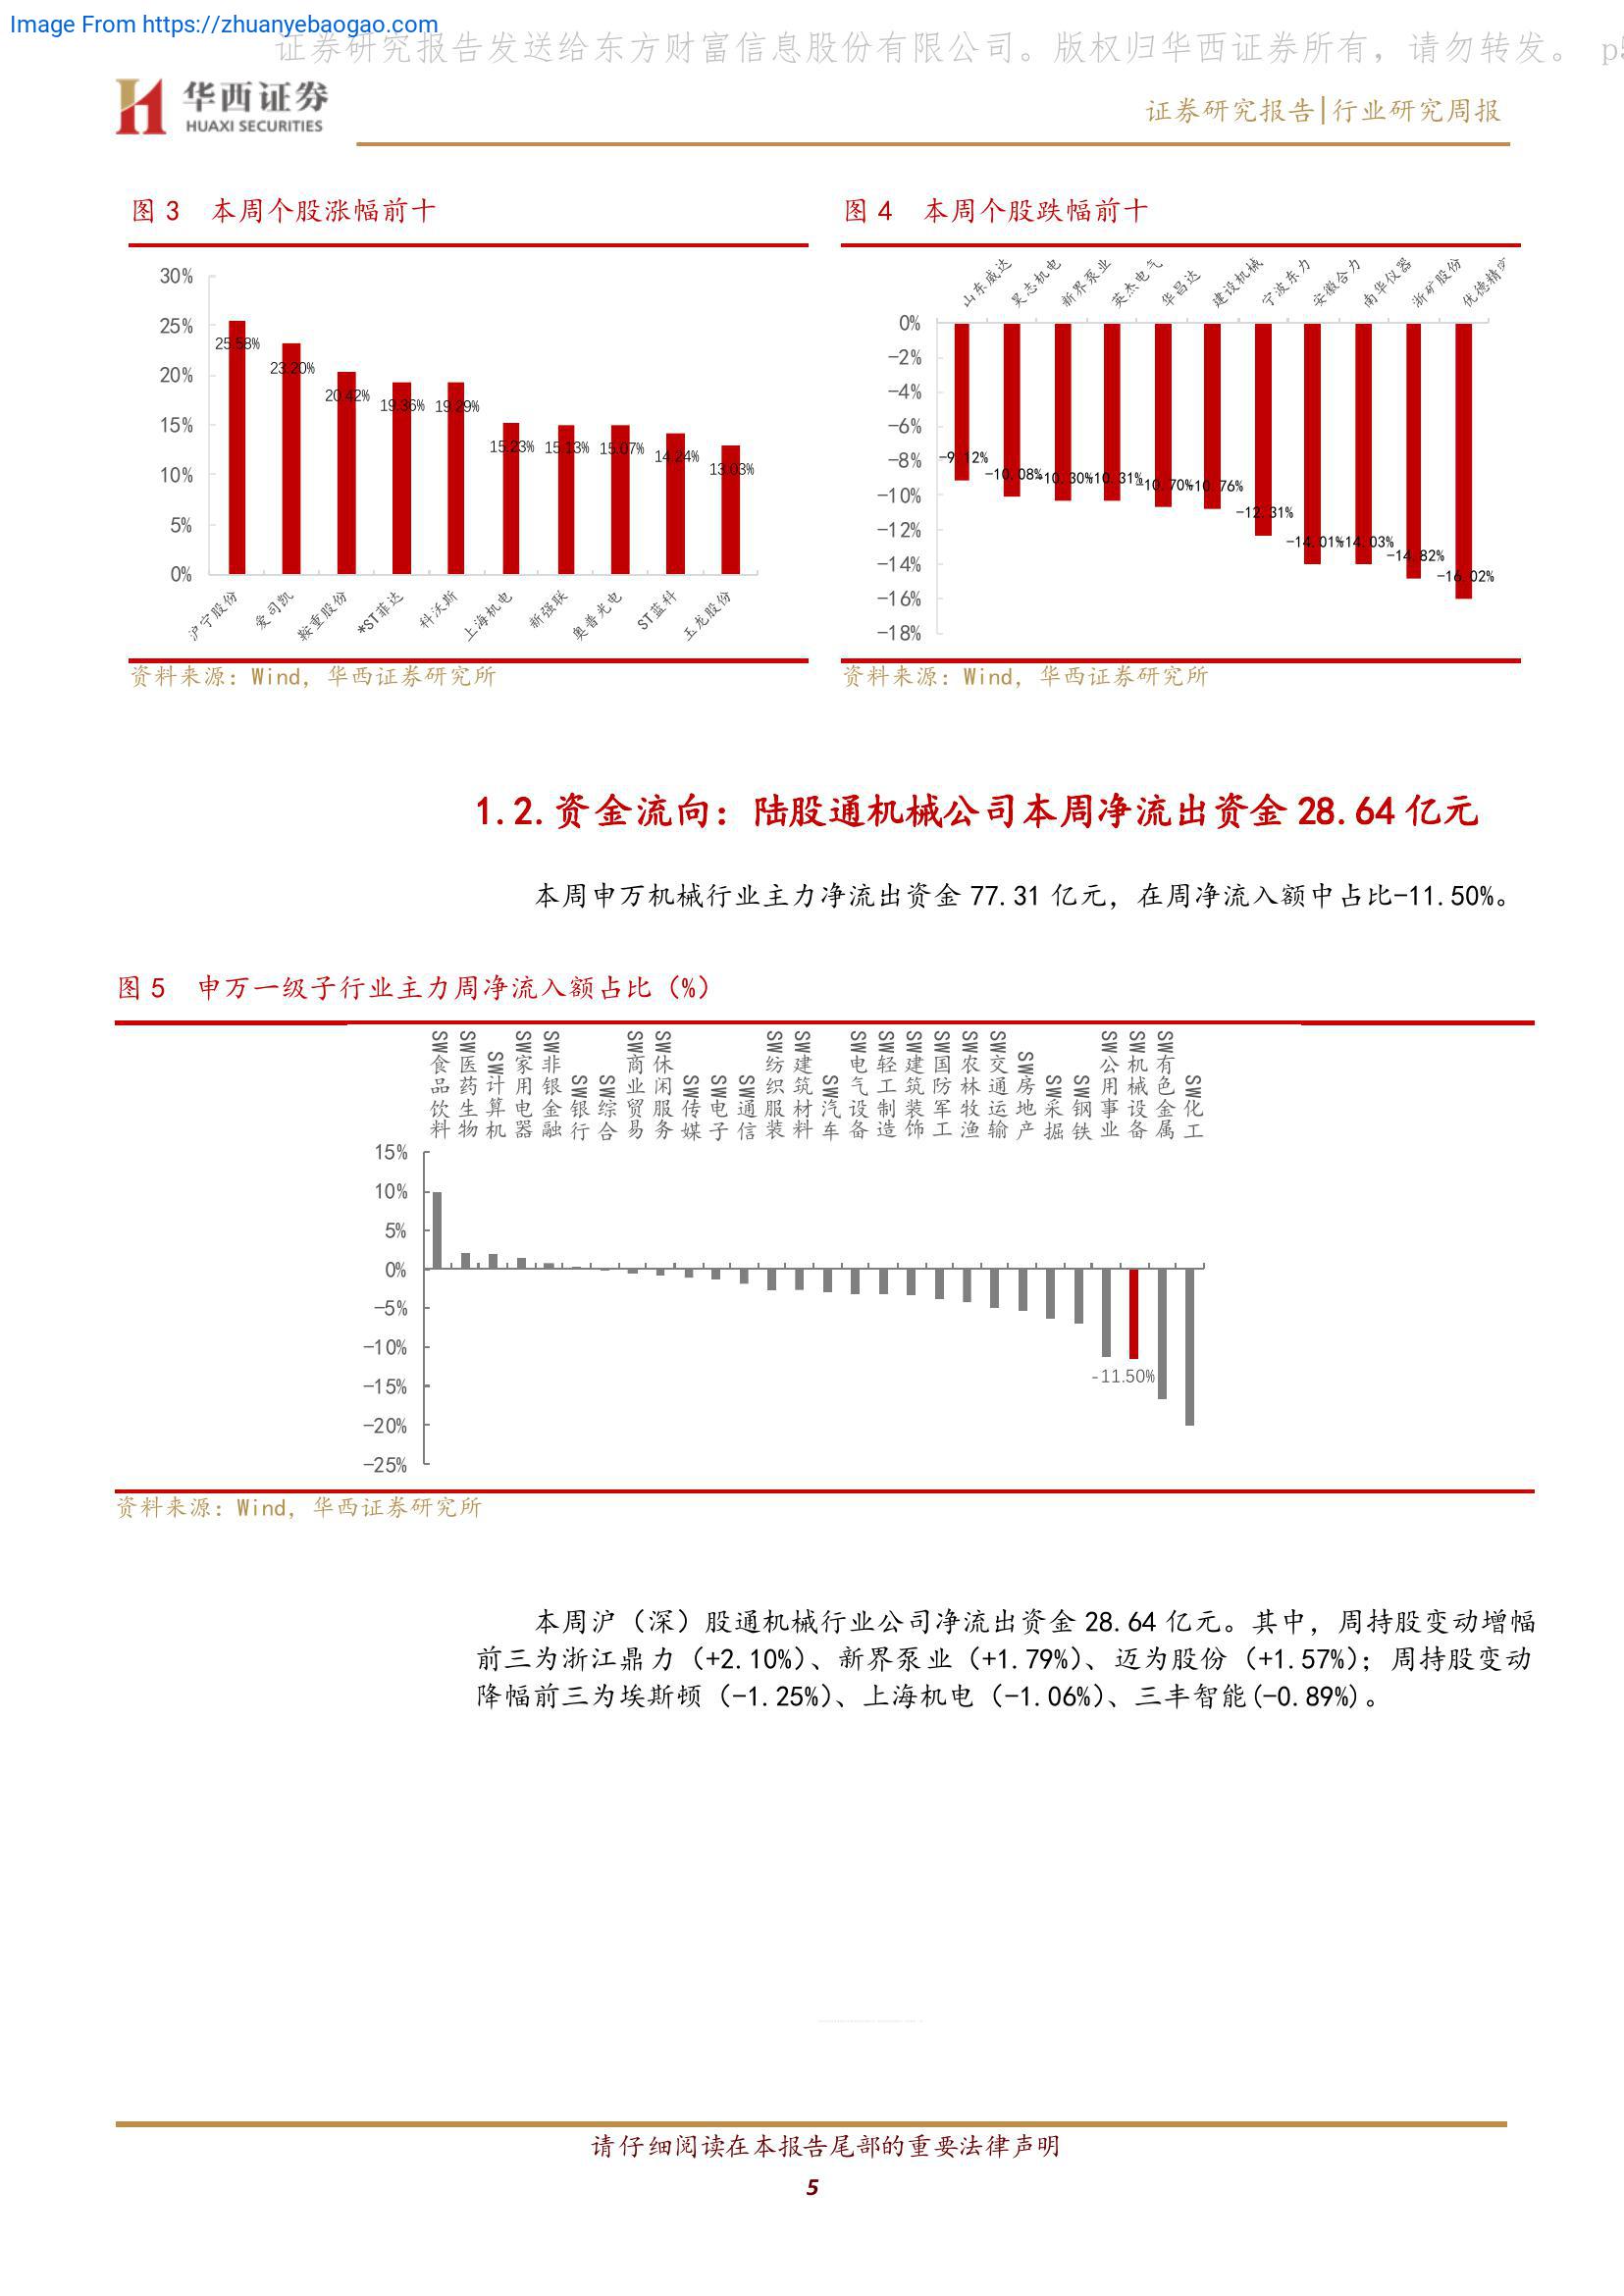 Image From https://zhuanyebaogao.com
证券研究报告发送给东方财富信息股份有限公司。版权归华西证券所有，请勿转发。 p5
华西证券
HUAXI SECURITIES
证券研究报告|行业研究周报
图 3 本周个股涨幅前十
30%
25%
20%
15%
10%
5%
0%
25.58%
23.20%
20.42%
19.36%
19.29%
15.23%
15.13%
15.07%
14.24%
13.03%
沪宁股份
爱司凯
鞍重股份
*ST菲达
科沃斯
上海机电
新强联
奥普光电
ST蓝科
玉龙股份
资料来源：Wind，华西证券研究所
图 4 本周个股跌幅前十
山东威达
昊志机电
新界泵业
英杰电气
华昌达
建设机械
宁波东力
安徽合力
南华仪器
浙矿股份
优德精密
0%
-2%
-4%
-6%
-8%
-10%
-12%
-14%
-16%
-18%
-9.12%
-10.08%
-10.30%
-10.31%
-10.70%
-10.76%
-12.31%
-14.01%
-14.03%
-14.82%
-16.02%
资料来源：Wind，华西证券研究所
1.2.资金流向：陆股通机械公司本周净流出资金 28.64 亿元
本周申万机械行业主力净流出资金 77.31 亿元，在周净流入额中占比-11.50%。
图 5 申万一级子行业主力周净流入额占比（%）
SW食品饮料
SW医药生物
SW计算机
SW家用电器
SW非银金融
SW银行
SW综合
SW商业贸易
SW休闲服务
SW传媒
SW电子
SW通信
SW纺织服装
SW建筑材料
SW汽车
SW电气设备
SW轻工制造
SW建筑装饰
SW国防军工
SW农林牧渔
SW交通运输
SW房地产
SW采掘
SW钢铁
SW公用事业
SW机械设备
SW有色金属
SW化工
15%
10%
5%
0%
-5%
-10%
-15%
-20%
-25%
-11.50%
资料来源：Wind，华西证券研究所
本周沪（深）股通机械行业公司净流出资金 28.64 亿元。其中，周持股变动增幅
前三为浙江鼎力（+2.10%）、新界泵业（+1.79%）、迈为股份（+1.57%）；周持股变动
降幅前三为埃斯顿（-1.25%）、上海机电（-1.06%）、三丰智能(-0.89%)。
请仔细阅读在本报告尾部的重要法律声明
5